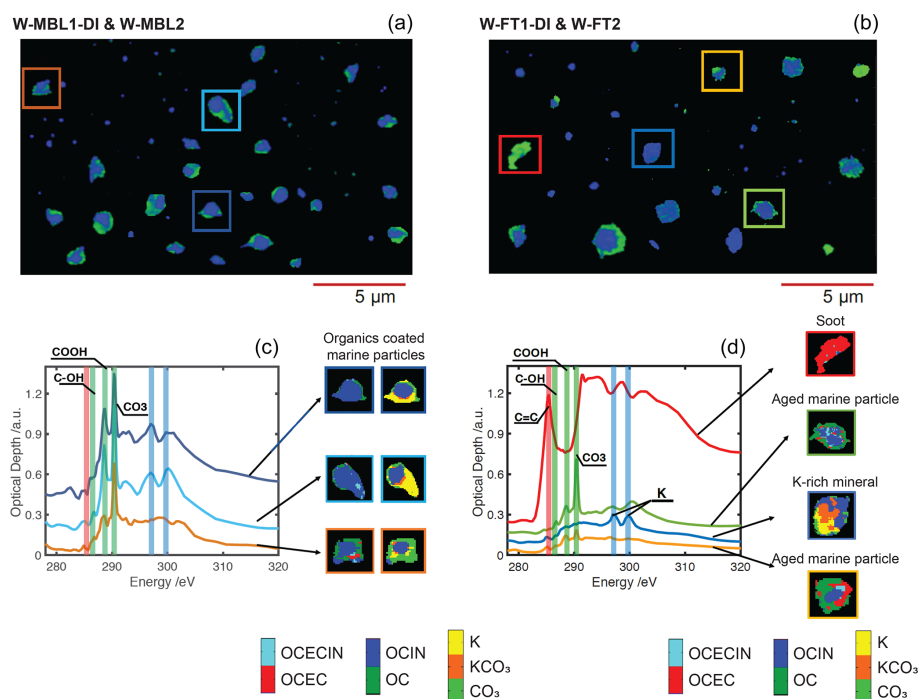 W-MBL1-DI & W-MBL2
(a)
5 µm
W-FT1-DI & W-FT2
(b)
5 µm
(c)
COOH
C-OH
CO3
Organics coated
marine particles
Optical Depth /a.u.
1.2
0.9
0.6
0.3
0
280
290
300
310
320
Energy /eV
(d)
COOH
C-OH
C=C
CO3
K
Soot
Aged marine particle
K-rich mineral
Aged marine particle
Optical Depth /a.u.
1.2
0.9
0.6
0.3
0
280
290
300
310
320
Energy /eV
OCECIN
OCEC
OCIN
OC
K
KCO₃
CO₃
OCECIN
OCEC
OCIN
OC
K
KCO₃
CO₃